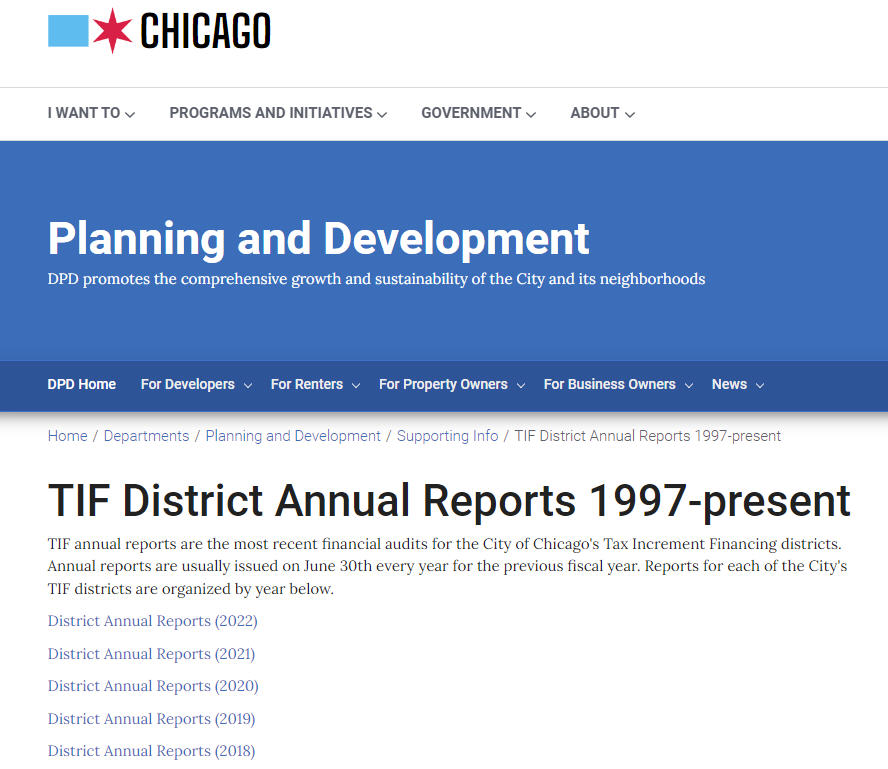 CHICAGO
I WANT TO PROGRAMS AND INITIATIVES GOVERNMENT ABOUT
Planning and Development
DPD promotes the comprehensive growth and sustainability of the City and its neighborhoods
DPD Home For Developers For Renters For Property Owners For Business Owners News
Home / Departments / Planning and Development / Supporting Info / TIF District Annual Reports 1997-present
TIF District Annual Reports 1997-present
TIF annual reports are the most recent financial audits for the City of Chicago's Tax Increment Financing districts.
Annual reports are usually issued on June 30th every year for the previous fiscal year. Reports for each of the City's
TIF districts are organized by year below.
District Annual Reports (2022)
District Annual Reports (2021)
District Annual Reports (2020)
District Annual Reports (2019)
District Annual Reports (2018)